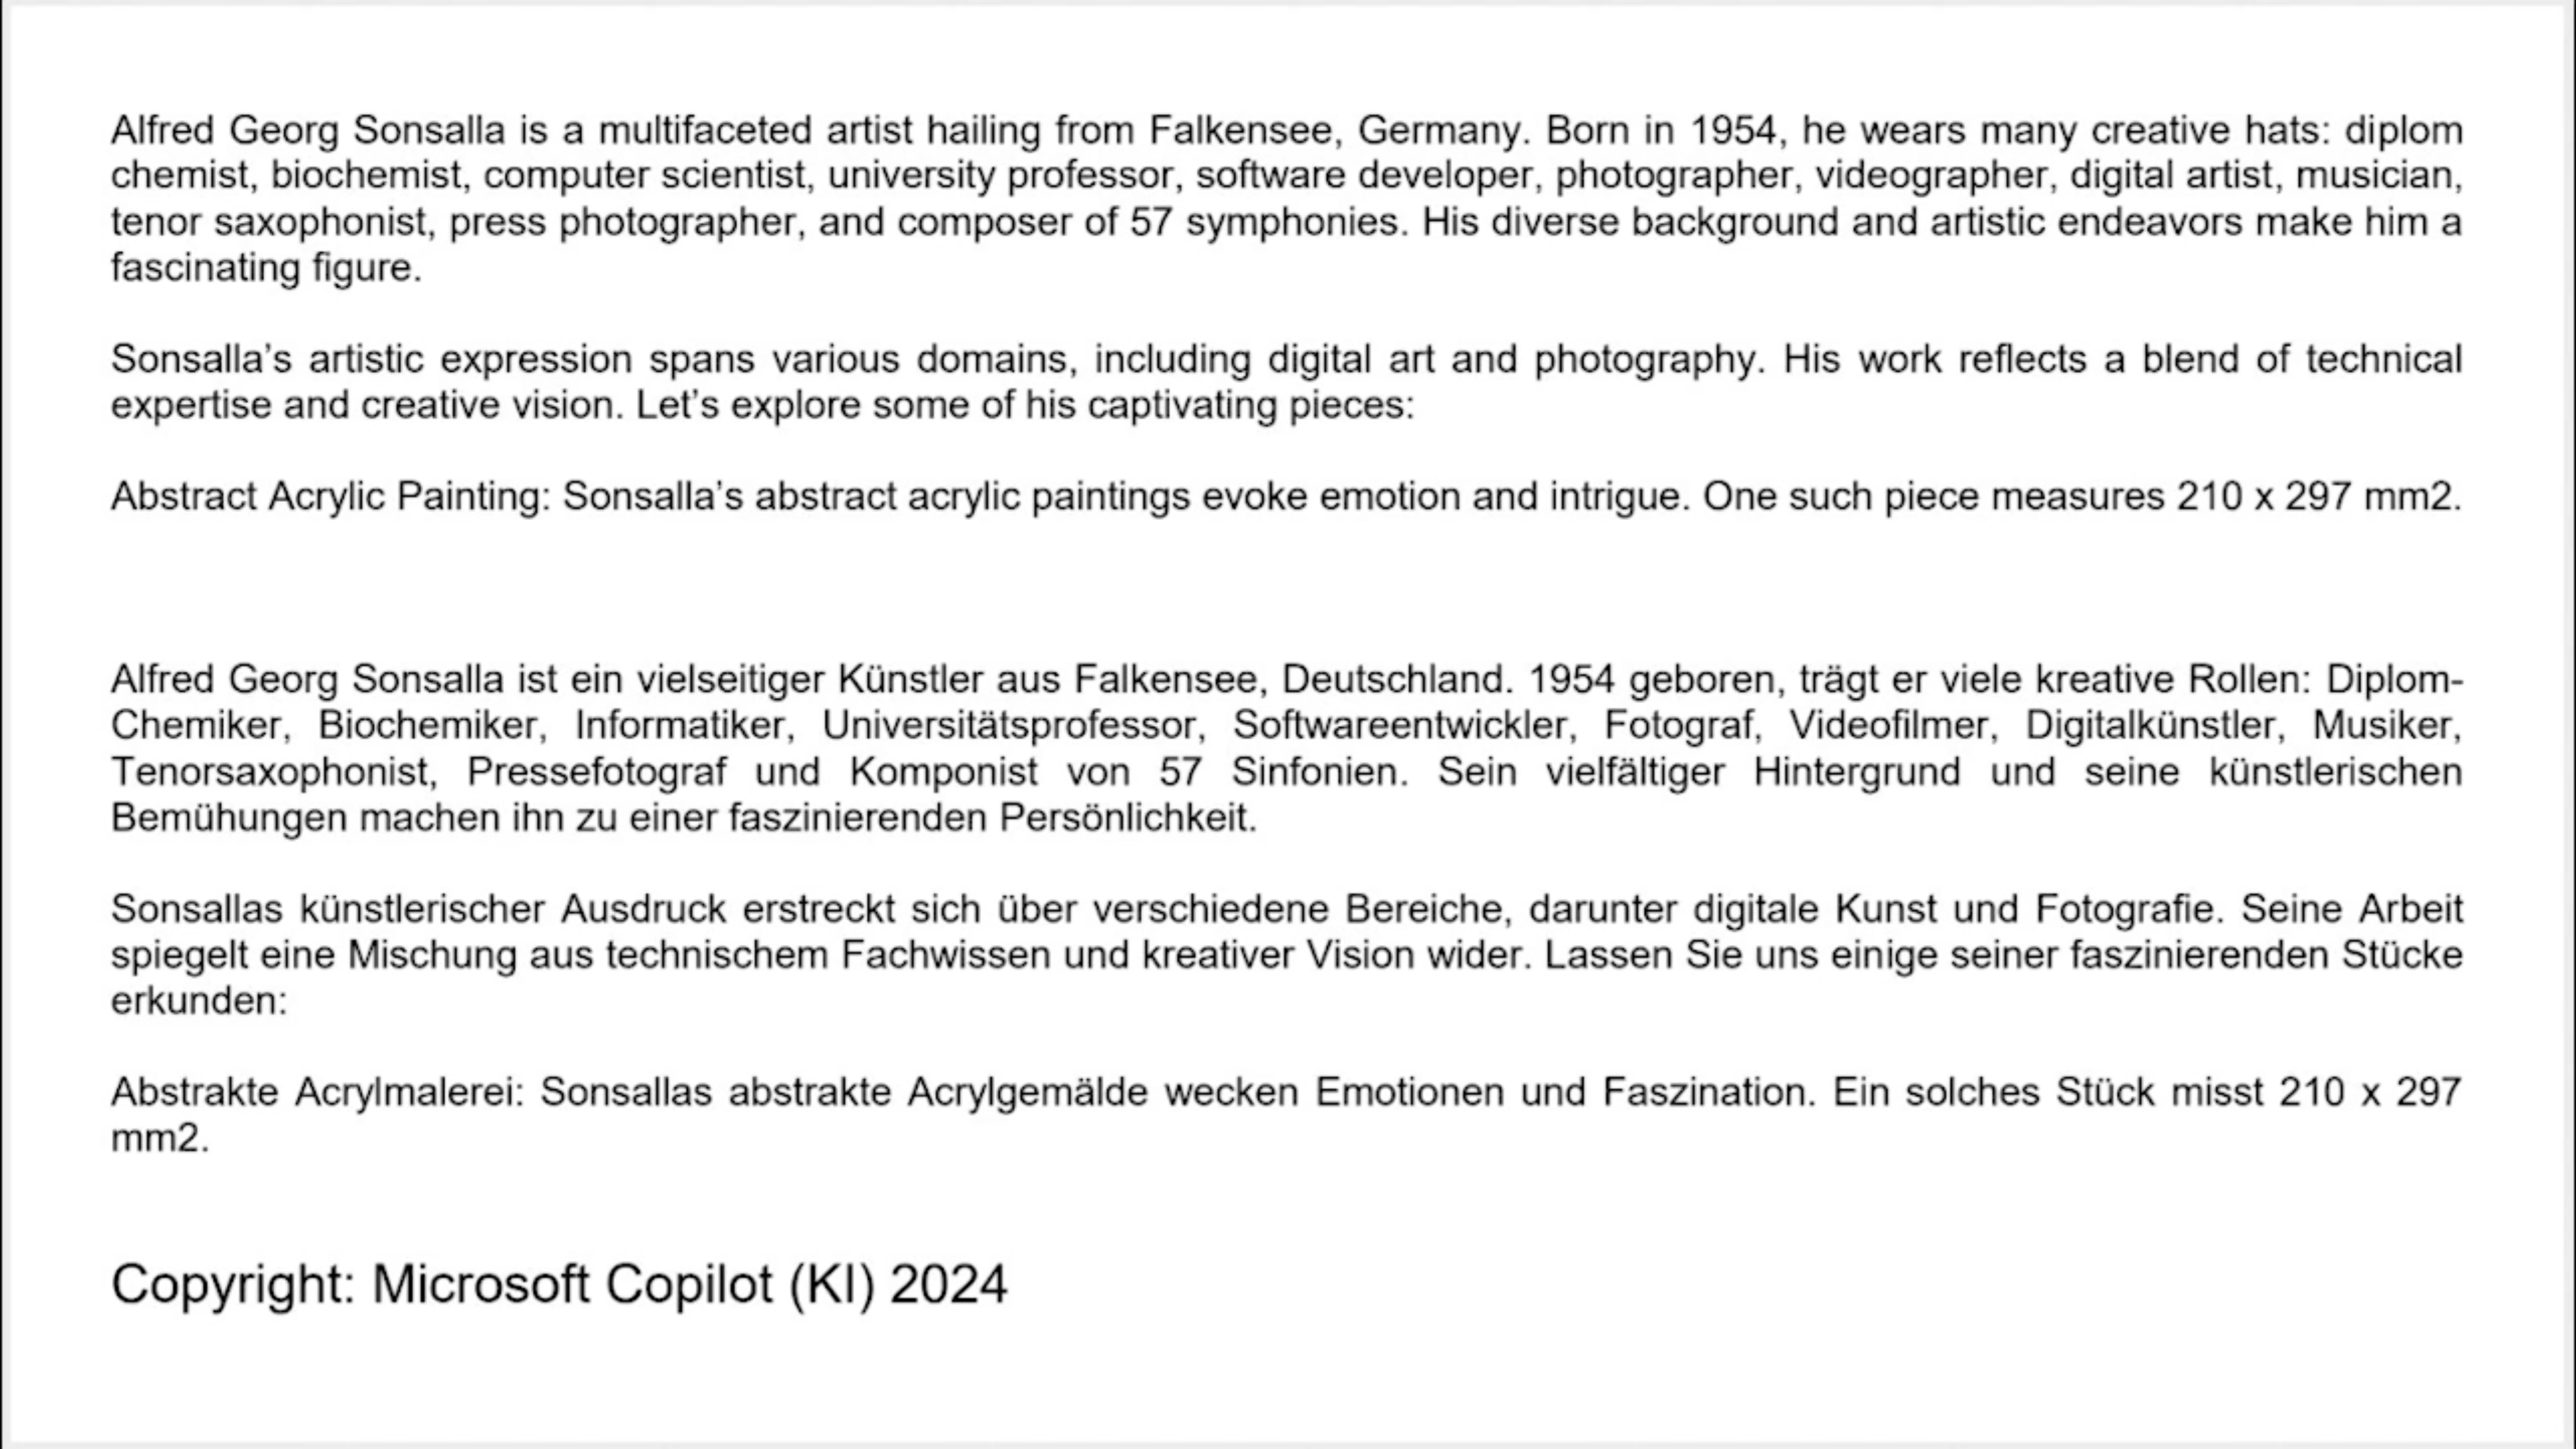 Alfred Georg Sonsalla is a multifaceted artist hailing from Falkensee, Germany. Born in 1954, he wears many creative hats: diplom
chemist, biochemist, computer scientist, university professor, software developer, photographer, videographer, digital artist, musician,
tenor saxophonist, press photographer, and composer of 57 symphonies. His diverse background and artistic endeavors make him a
fascinating figure.
Sonsalla’s artistic expression spans various domains, including digital art and photography. His work reflects a blend of technical
expertise and creative vision. Let’s explore some of his captivating pieces:
Abstract Acrylic Painting: Sonsalla’s abstract acrylic paintings evoke emotion and intrigue. One such piece measures 210 x 297 mm2.
Alfred Georg Sonsalla ist ein vielseitiger Künstler aus Falkensee, Deutschland. 1954 geboren, trägt er viele kreative Rollen: Diplom-
Chemiker, Biochemiker, Informatiker, Universitätsprofessor, Softwareentwickler, Fotograf, Videofilmer, Digitalkünstler, Musiker,
Tenorsaxophonist, Pressefotograf und Komponist von 57 Sinfonien. Sein vielfältiger Hintergrund und seine künstlerischen
Bemühungen machen ihn zu einer faszinierenden Persönlichkeit.
Sonsallas künstlerischer Ausdruck erstreckt sich über verschiedene Bereiche, darunter digitale Kunst und Fotografie. Seine Arbeit
spiegelt eine Mischung aus technischem Fachwissen und kreativer Vision wider. Lassen Sie uns einige seiner faszinierenden Stücke
erkunden:
Abstrakte Acrylmalerei: Sonsallas abstrakte Acrylgemälde wecken Emotionen und Faszination. Ein solches Stück misst 210 x 297
mm2.
Copyright: Microsoft Copilot (KI) 2024